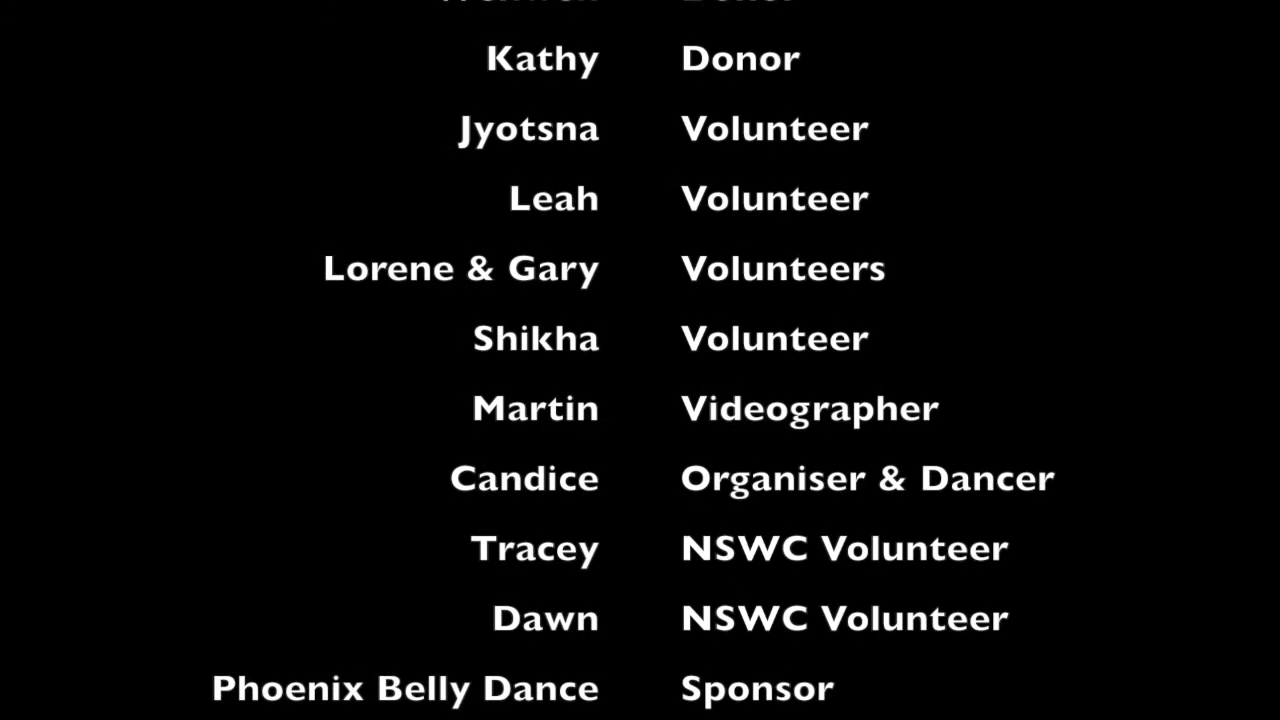 Kathy Donor
Jyotsna Volunteer
Leah Volunteer
Lorene & Gary Volunteers
Shikha Volunteer
Martin Videographer
Candice Organiser & Dancer
Tracey NSWC Volunteer
Dawn NSWC Volunteer
Phoenix Belly Dance Sponsor